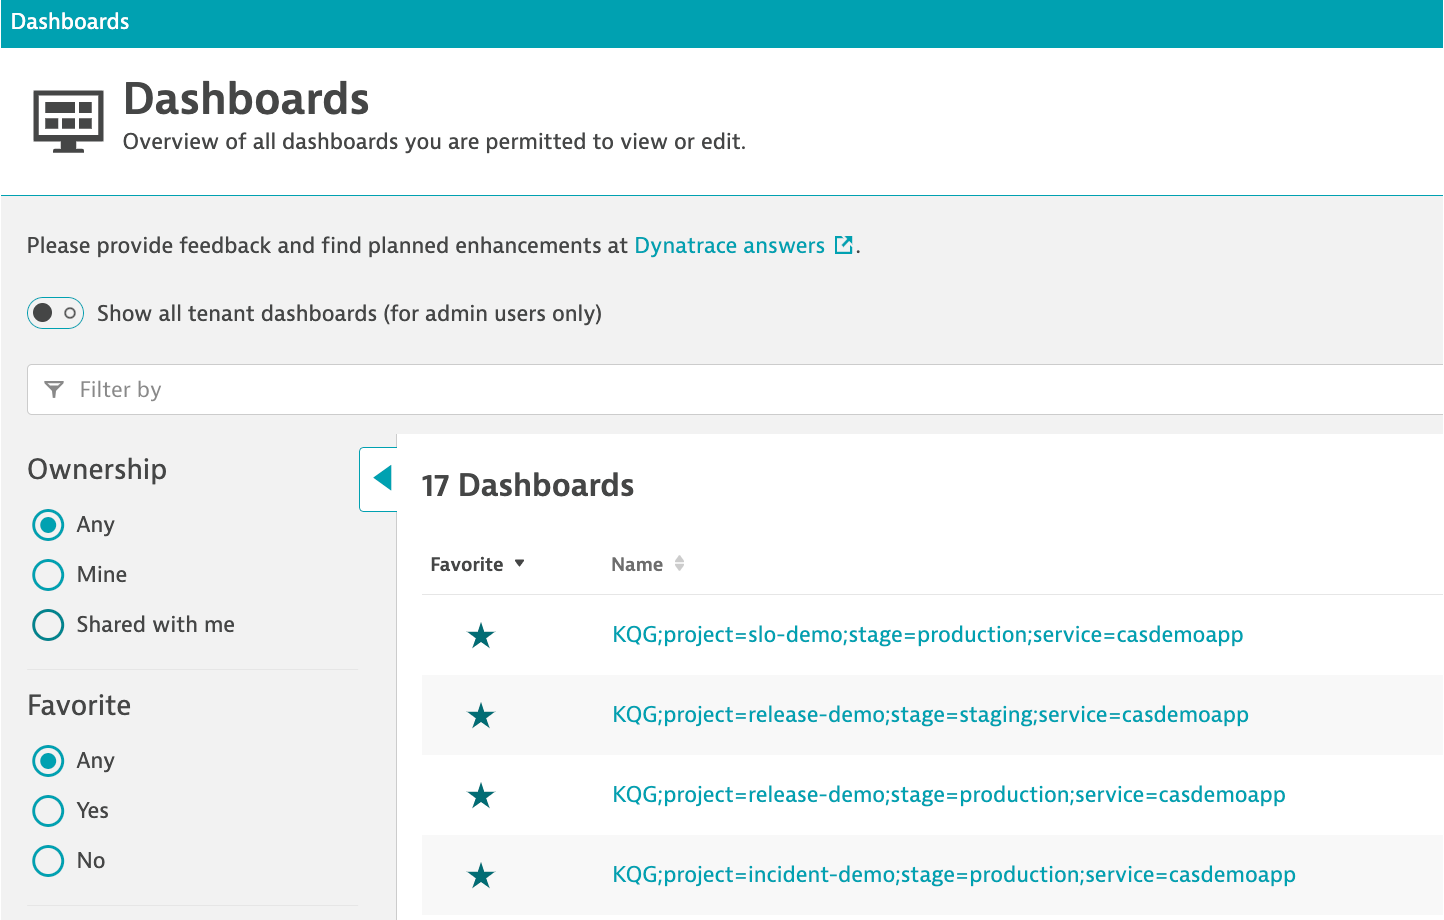 Dashboards
Dashboards
Overview of all dashboards you are permitted to view or edit.
Please provide feedback and find planned enhancements at Dynatrace answers.
Show all tenant dashboards (for admin users only)
Filter by
Ownership
Any
Mine
Shared with me
Favorite
Any
Yes
No
17 Dashboards
Favorite Name
KQG;project=slo-demo;stage=production;service=casdemoapp
KQG;project=release-demo;stage=staging;service=casdemoapp
KQG;project=release-demo;stage=production;service=casdemoapp
KQG;project=incident-demo;stage=production;service=casdemoapp